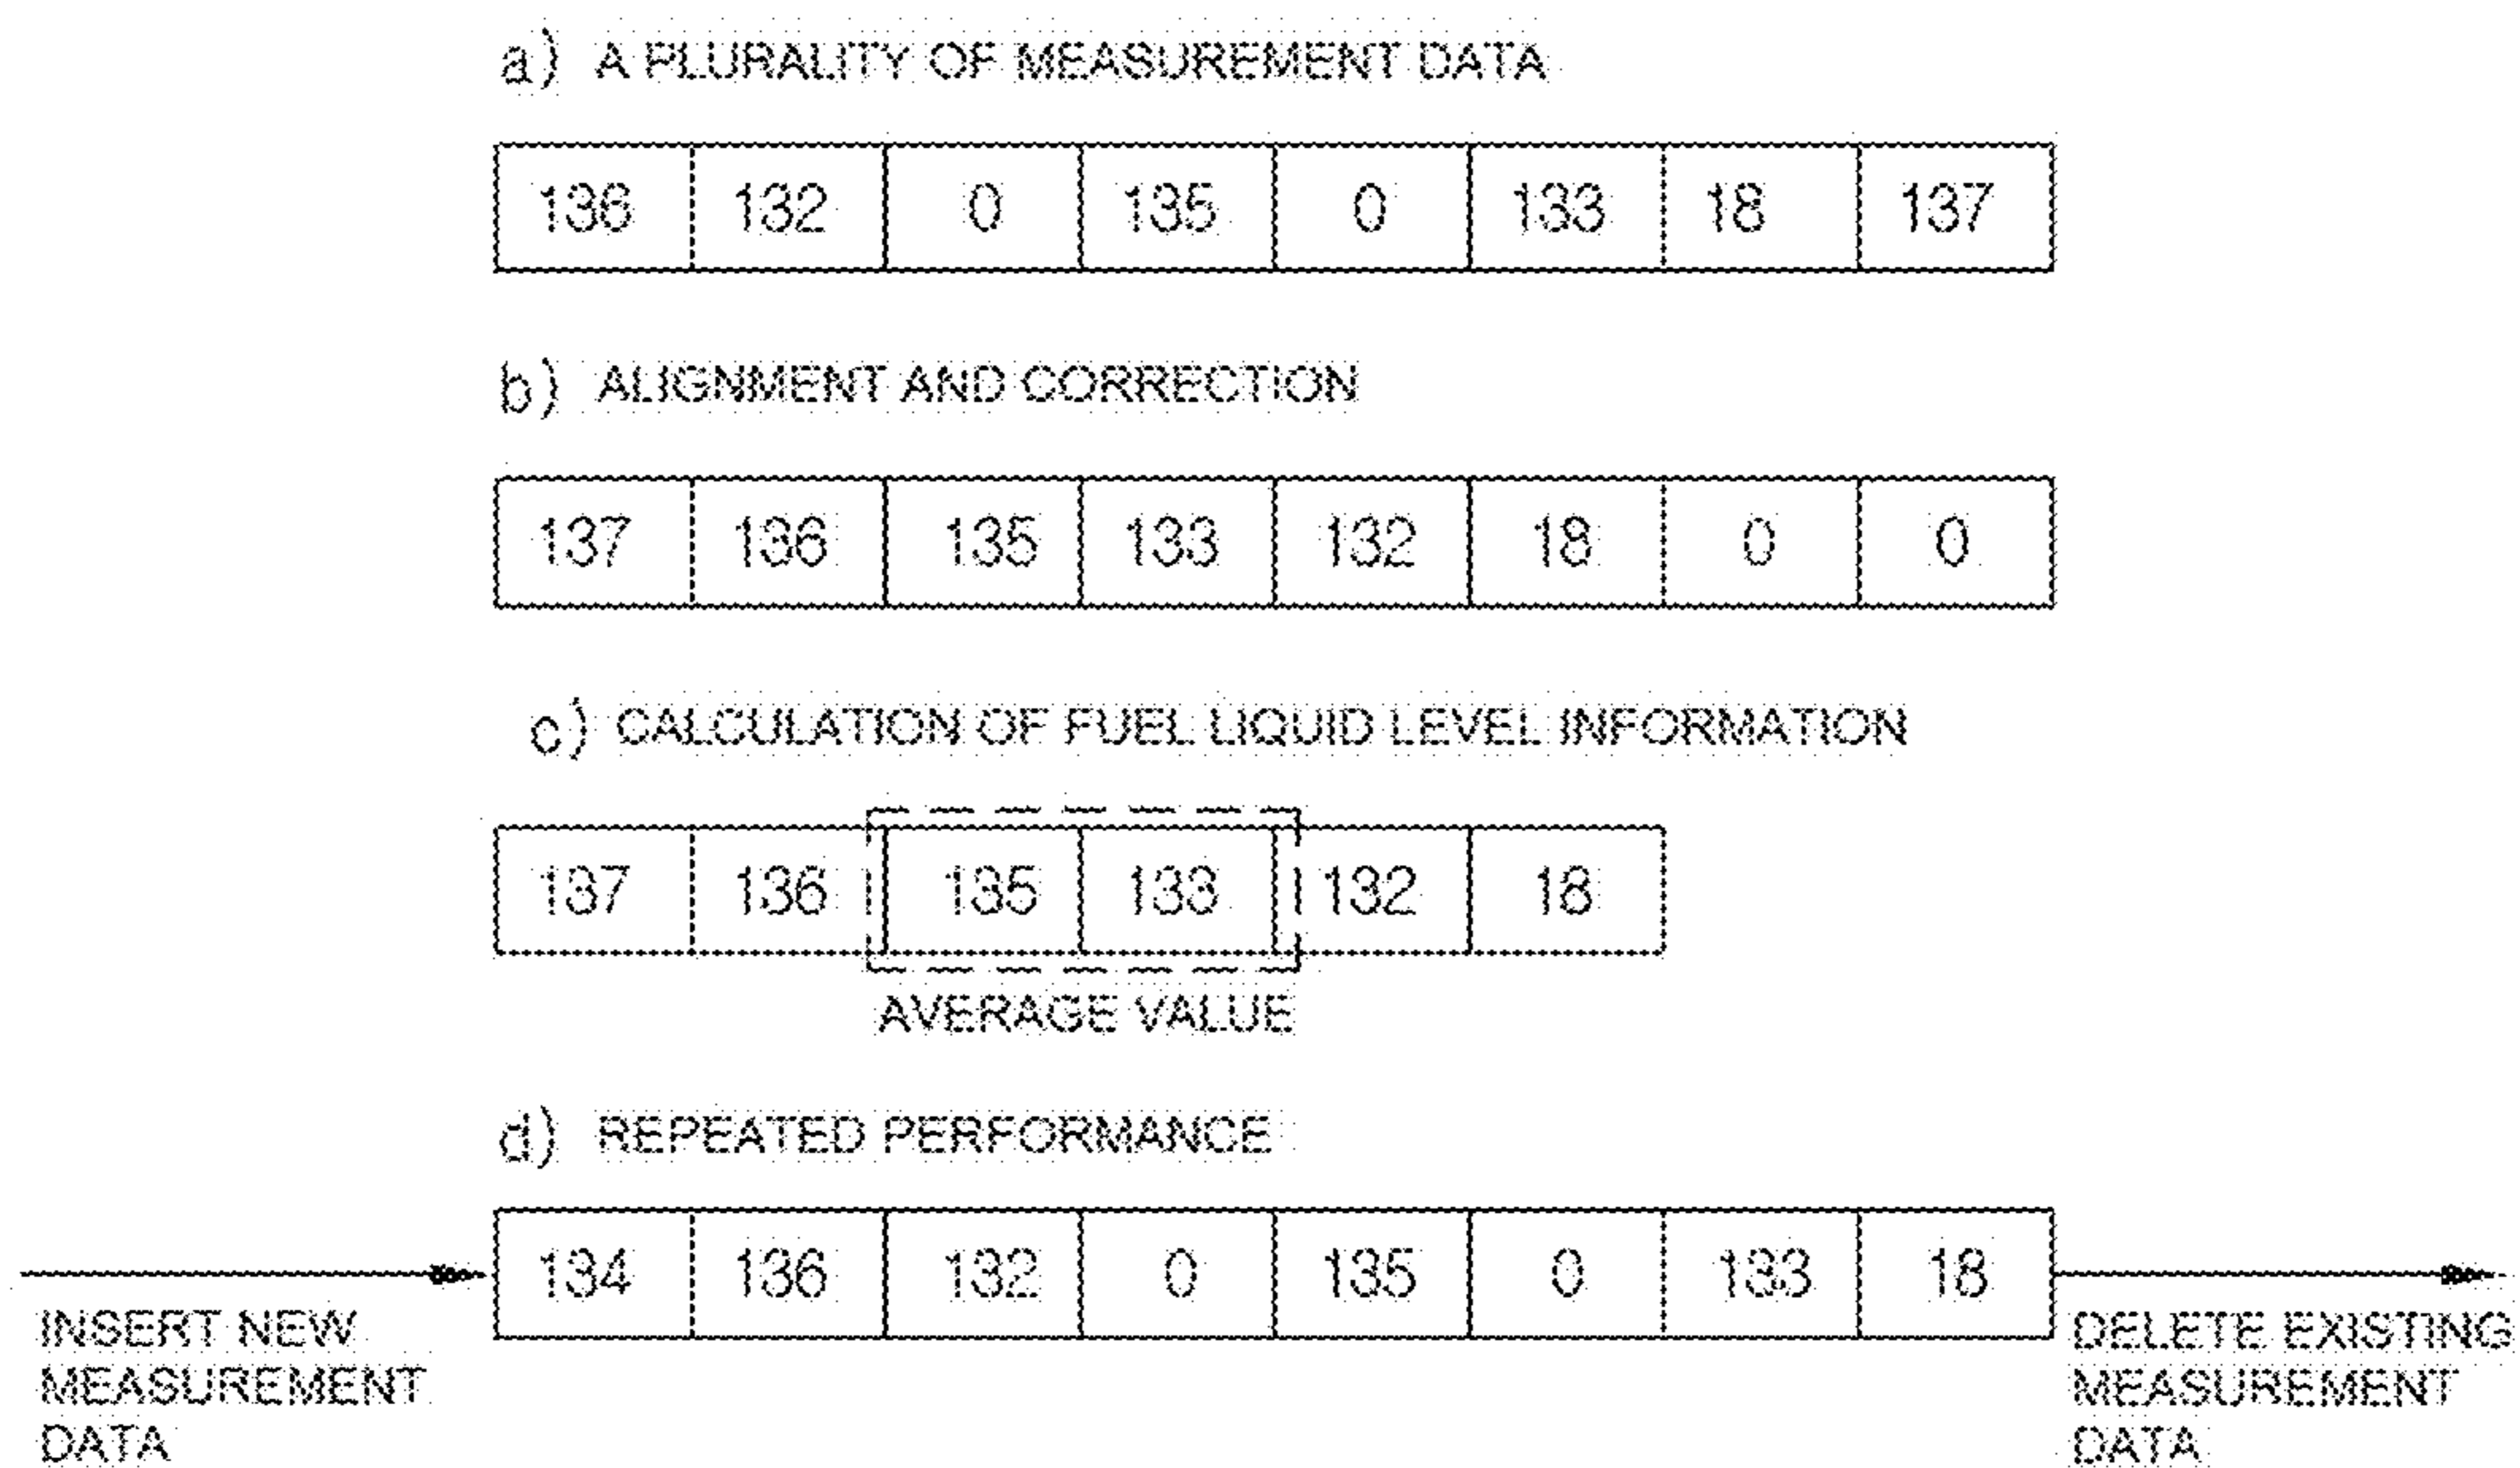 a) A PLURALITY OF MEASUREMENT DATA
136 132 0 135 0 133 18 137
b) ALIGNMENT AND CORRECTION
137 136 135 133 132 18 0 0
c) CALCULATION OF FUEL LIQUID LEVEL INFORMATION
137 136 135 133 132 18
AVERAGE VALUE
d) REPEATED PERFORMANCE
134 136 132 0 135 0 133 18
INSERT NEW
MEASUREMENT
DATA
DELETE EXISTING
MEASUREMENT
DATA